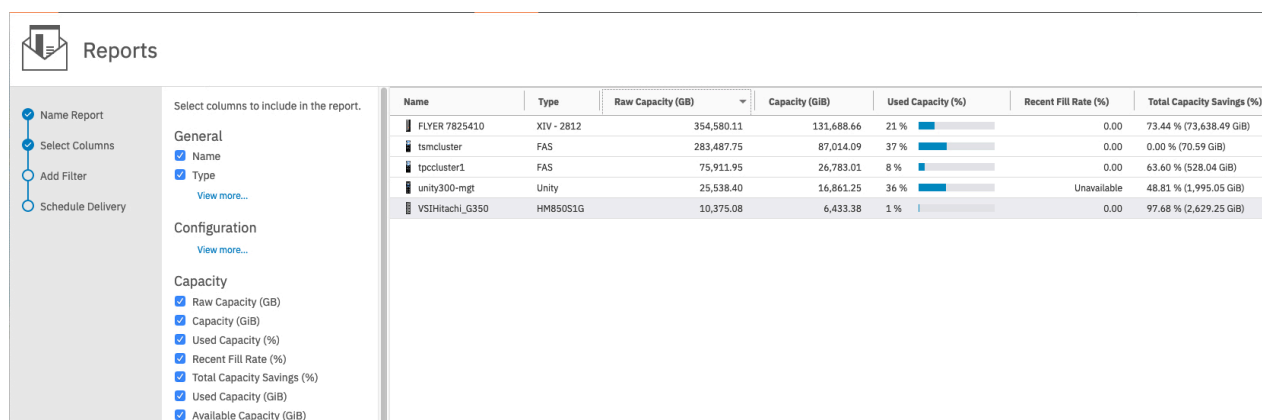 Reports
Name Report
Select Columns
Add Filter
Schedule Delivery
Select columns to include in the report.
General
Name
Type
View more...
Configuration
View more...
Capacity
Raw Capacity (GB)
Capacity (GiB)
Used Capacity (%)
Recent Fill Rate (%)
Total Capacity Savings (%)
Used Capacity (GiB)
Available Capacity (GiB)
Name Type Raw Capacity (GB) Capacity (GiB) Used Capacity (%) Recent Fill Rate (%) Total Capacity Savings (%)
FLYER 7825410 XIV - 2812 354,580.11 131,688.66 21 % 0.00 73.44 % (73,638.49 GiB)
tsmcluster FAS 283,487.75 87,014.09 37 % 0.00 0.00 % (70.59 GiB)
tpccluster1 FAS 75,911.95 26,783.01 8 % 0.00 63.60 % (528.04 GiB)
unity300-mgt Unity 25,538.40 16,861.25 36 % Unavailable 48.81 % (1,995.05 GiB)
VSIHitachi_G350 HM850S1G 10,375.08 6,433.38 1 % 0.00 97.68 % (2,629.25 GiB)